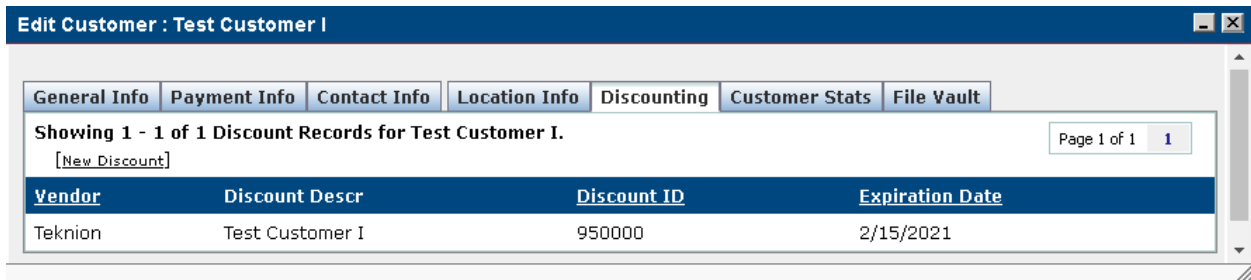 Edit Customer : Test Customer I
General Info Payment Info Contact Info Location Info Discounting Customer Stats File Vault
Showing 1 - 1 of 1 Discount Records for Test Customer I.
Page 1 of 1 1
[New Discount]
Vendor Discount Descr Discount ID Expiration Date
Teknion Test Customer I 950000 2/15/2021